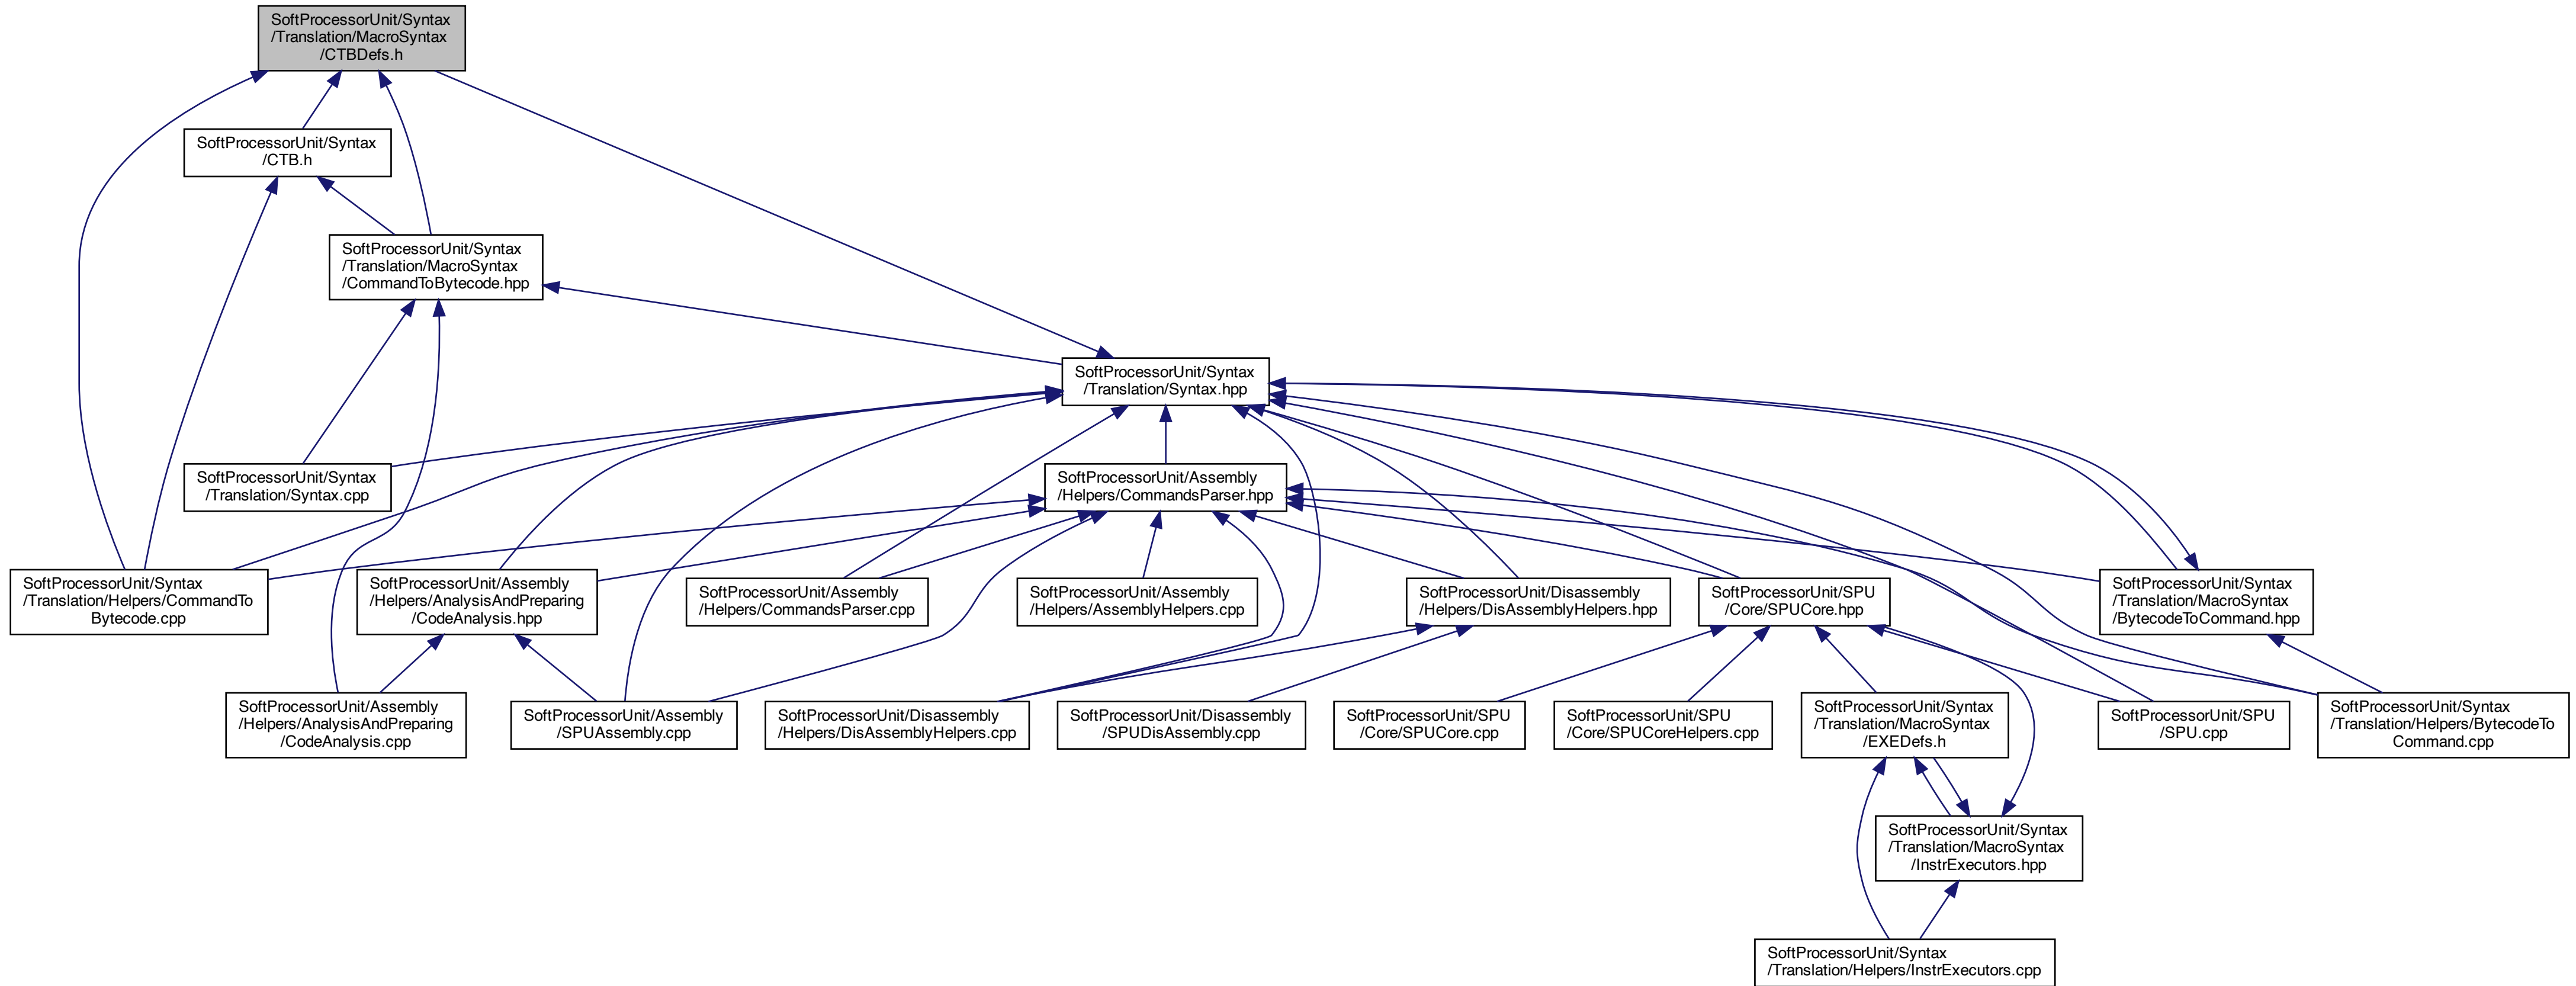 SoftProcessorUnit/Syntax
/Translation/MacroSyntax
/CTBDefs.h
SoftProcessorUnit/Syntax
/CTB.h
SoftProcessorUnit/Syntax
/Translation/MacroSyntax
/CommandToBytecode.hpp
SoftProcessorUnit/Syntax
/Translation/Syntax.hpp
SoftProcessorUnit/Syntax
/Translation/Syntax.cpp
SoftProcessorUnit/Assembly
/Helpers/CommandsParser.hpp
SoftProcessorUnit/Syntax
/Translation/Helpers/CommandTo
Bytecode.cpp
SoftProcessorUnit/Assembly
/Helpers/AnalysisAndPreparing
/CodeAnalysis.hpp
SoftProcessorUnit/Assembly
/Helpers/CommandsParser.cpp
SoftProcessorUnit/Assembly
/Helpers/AssemblyHelpers.cpp
SoftProcessorUnit/Disassembly
/Helpers/DisAssemblyHelpers.hpp
SoftProcessorUnit/SPU
/Core/SPUCore.hpp
SoftProcessorUnit/Syntax
/Translation/MacroSyntax
/BytecodeToCommand.hpp
SoftProcessorUnit/Assembly
/Helpers/AnalysisAndPreparing
/CodeAnalysis.cpp
SoftProcessorUnit/Assembly
/SPUAssembly.cpp
SoftProcessorUnit/Disassembly
/Helpers/DisAssemblyHelpers.cpp
SoftProcessorUnit/Disassembly
/SPUDisAssembly.cpp
SoftProcessorUnit/SPU
/Core/SPUCore.cpp
SoftProcessorUnit/SPU
/Core/SPUCoreHelpers.cpp
SoftProcessorUnit/Syntax
/Translation/MacroSyntax
/EXEDefs.h
SoftProcessorUnit/SPU
/SPU.cpp
SoftProcessorUnit/Syntax
/Translation/Helpers/BytecodeTo
Command.cpp
SoftProcessorUnit/Syntax
/Translation/MacroSyntax
/InstrExecutors.hpp
SoftProcessorUnit/Syntax
/Translation/Helpers/InstrExecutors.cpp